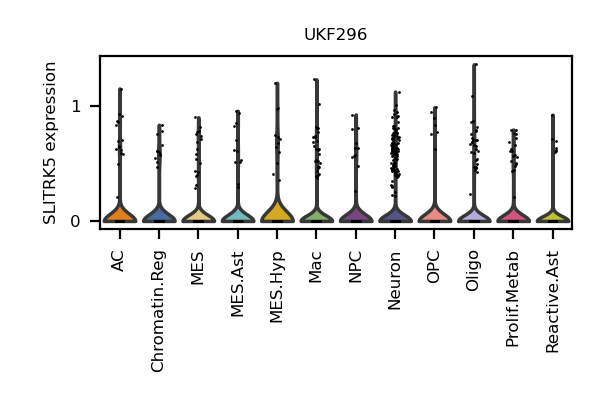 UKF296
SLITRK5 expression
1
0
AC
Chromatin.Reg
MES
MES.Ast
MES.Hyp
Mac
NPC
Neuron
OPC
Oligo
Prolif.Metab
Reactive.Ast